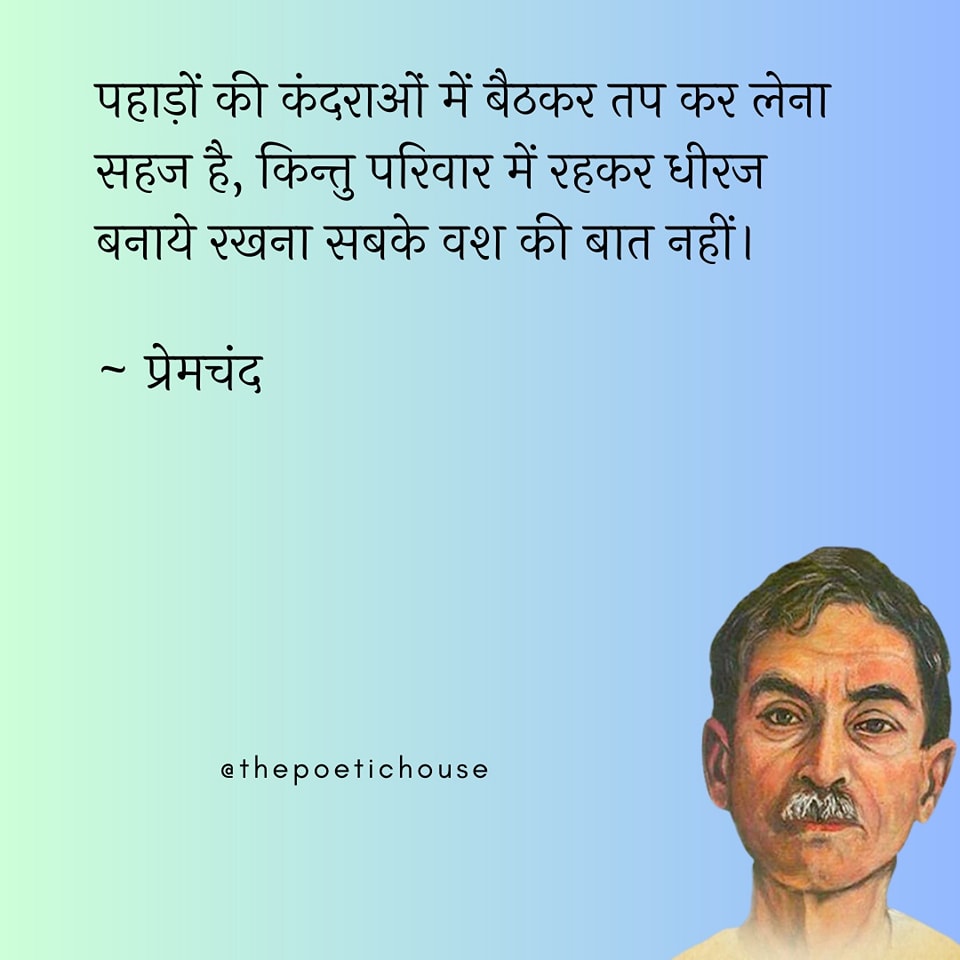 पहाड़ों की कंदराओं में बैठकर तप कर लेना
सहज है, किन्तु परिवार में रहकर धीरज
बनाये रखना सबके वश की बात नहीं।
~ प्रेमचंद
@thepoetichouse